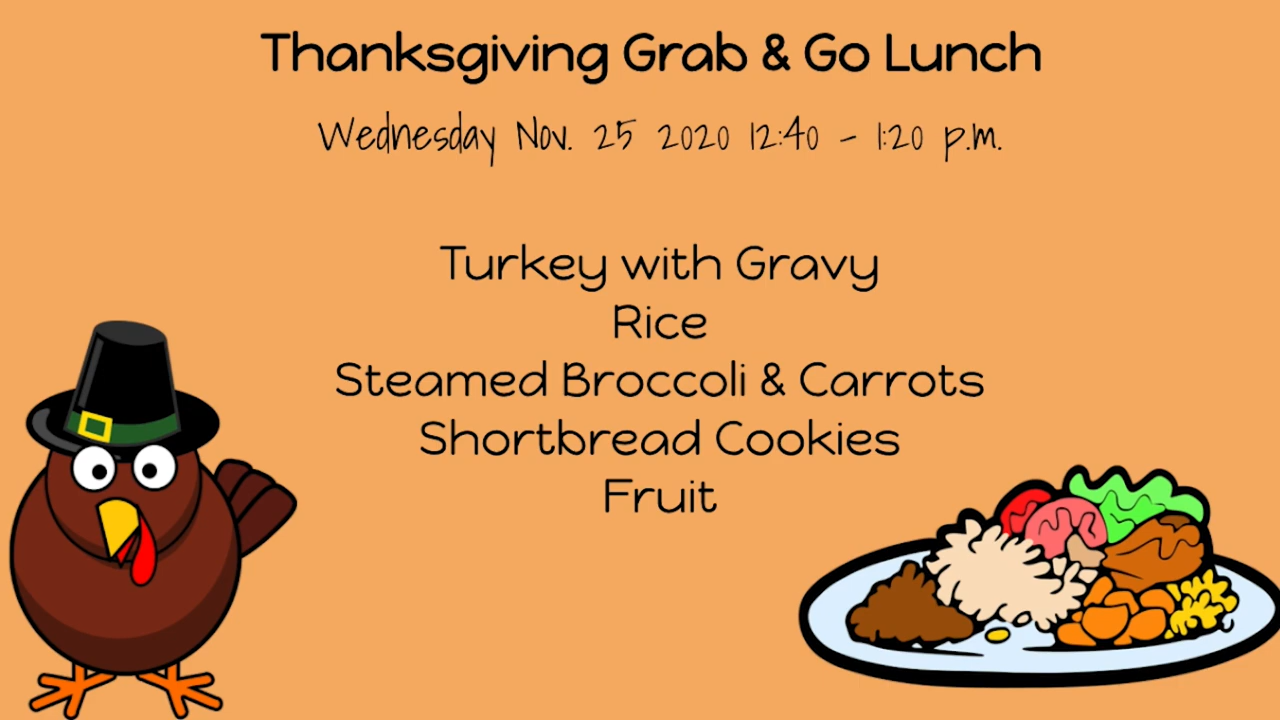 Thanksgiving Grab & Go Lunch
Wednesday Nov. 25 2020 12:40 - 1:20 p.m.
Turkey with Gravy
Rice
Steamed Broccoli & Carrots
Shortbread Cookies
Fruit